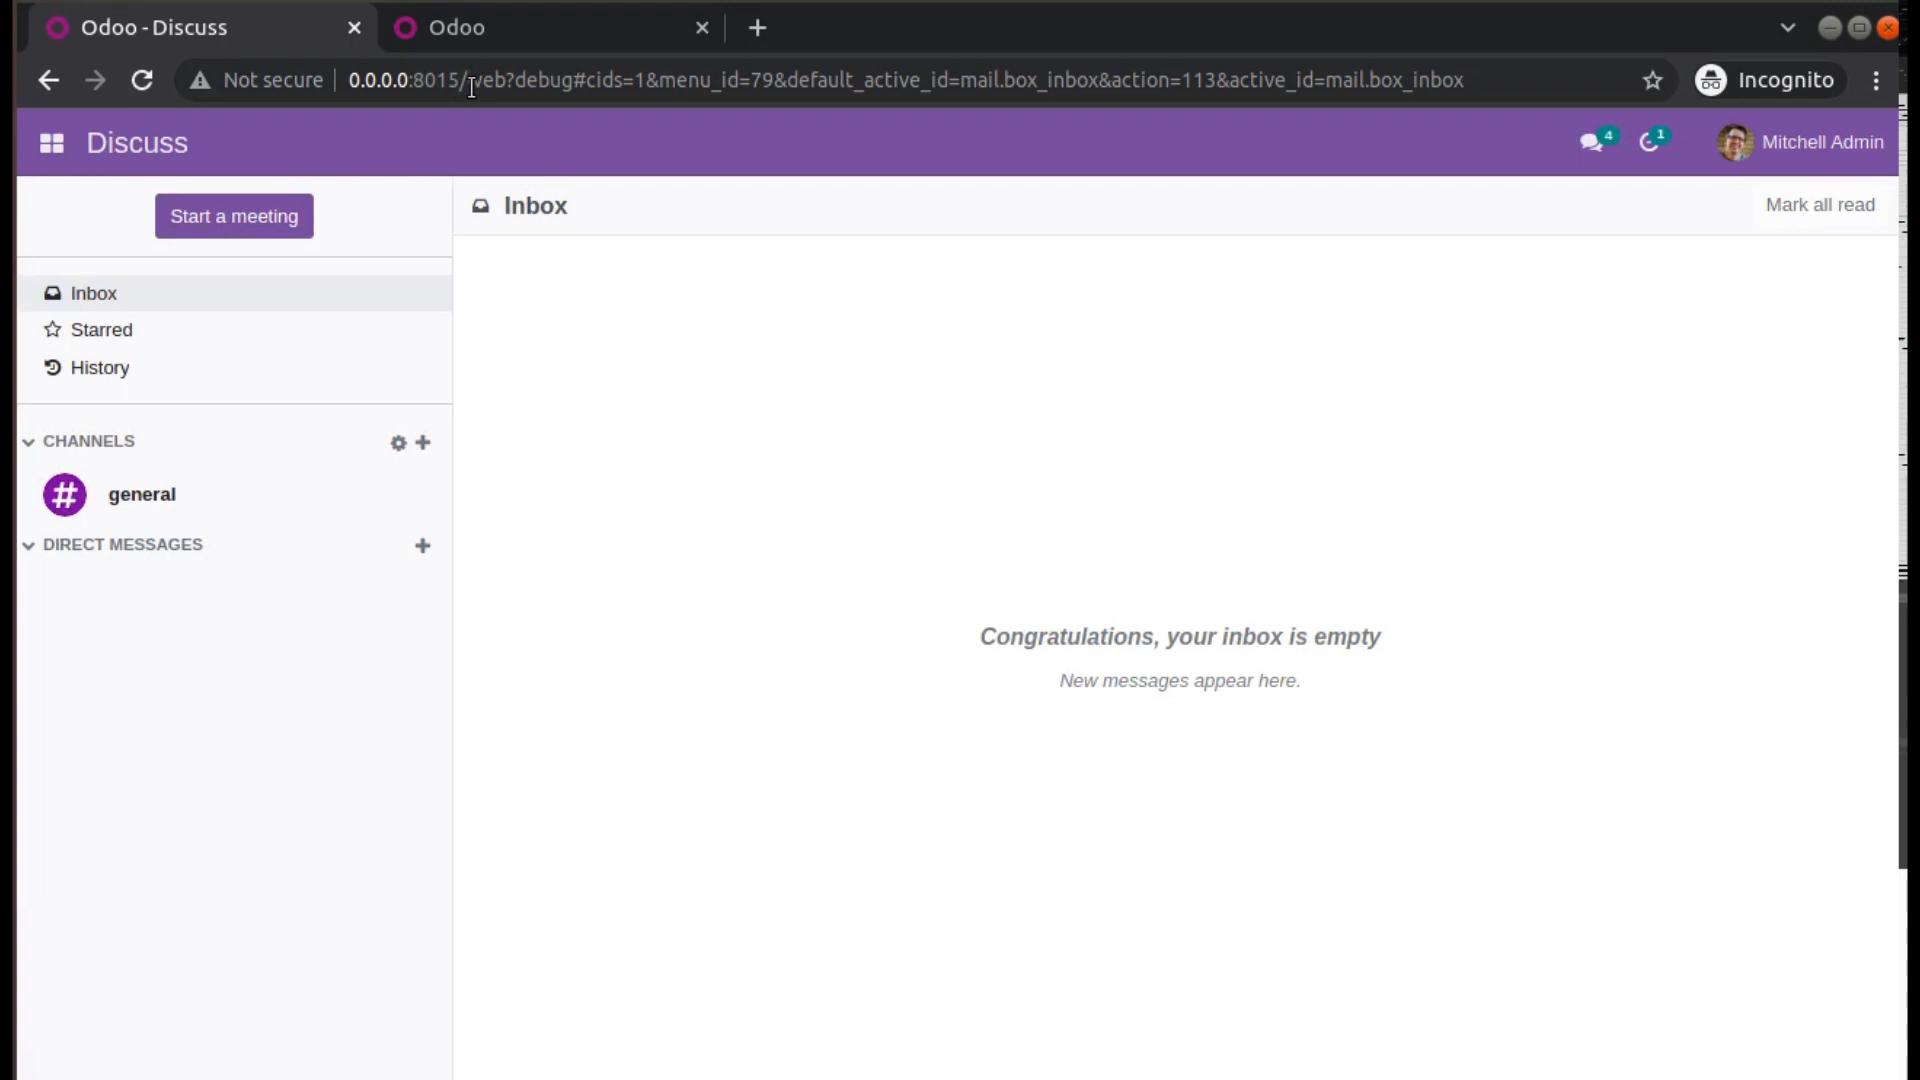 Odoo - Discuss
Odoo
Not secure
0.0.0.0:8015/web?debug#cids=1&menu_id=79&default_active_id=mail.box_inbox&action=113&active_id=mail.box_inbox
Incognito
Discuss
4
1
Mitchell Admin
Start a meeting
Inbox
Mark all read
Inbox
Starred
History
CHANNELS
# general
DIRECT MESSAGES
Congratulations, your inbox is empty
New messages appear here.